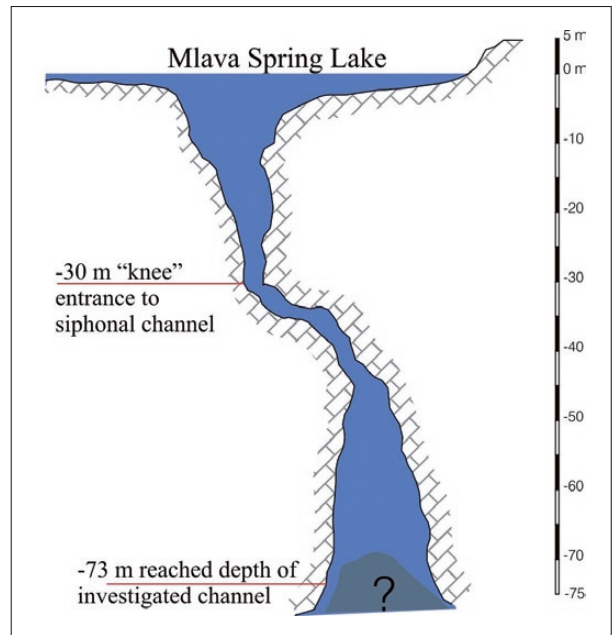 Mlava Spring Lake
5 m
0 m
-10
-20
-30
-40
-50
-60
-70
-75
-30 m “knee”
entrance to
siphonal channel
-73 m reached depth of
investigated channel
?